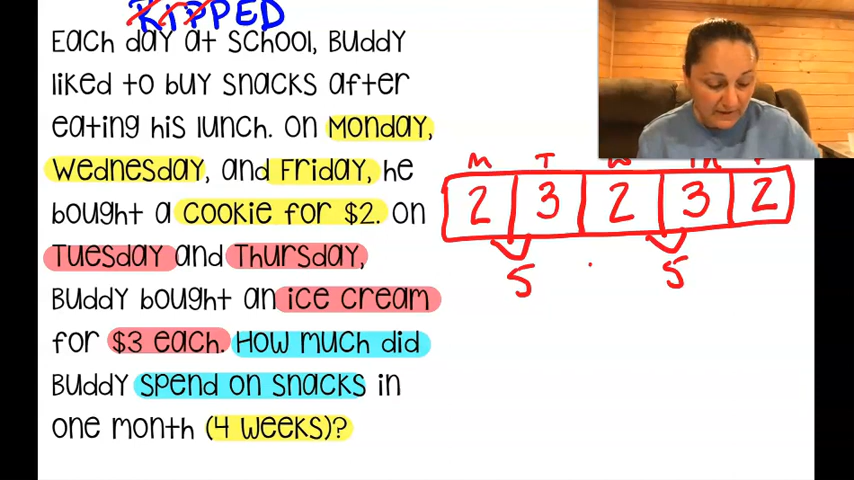 RIPPED
Each day at school, Buddy
liked to buy snacks after
eating his lunch. On Monday,
Wednesday, and Friday, he
bought a cookie for $2. On
Tuesday and Thursday,
Buddy bought an ice cream
for $3 each. How much did
Buddy spend on snacks in
one month (4 weeks)?
M T
2 3 2 3 2
5 5